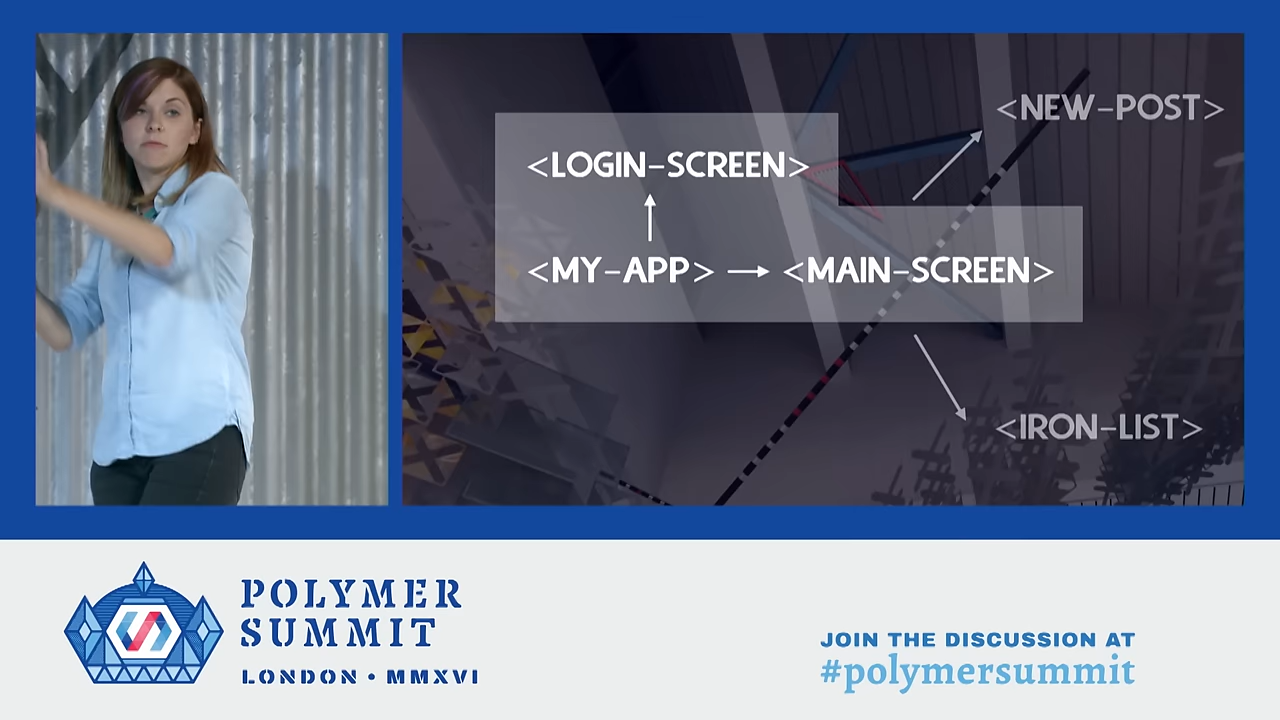 <NEW-POST>
<LOGIN-SCREEN>
<MY-APP> → <MAIN-SCREEN>
<IRON-LIST>
POLYMER
SUMMIT
LONDON • MMXVI
JOIN THE DISCUSSION AT
#polymersummit